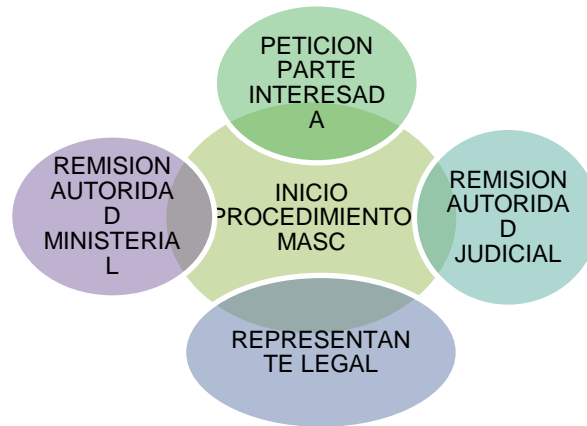 PETICION
PARTE
INTERESAD
A
REMISION
AUTORIDA
D
MINISTERIA
L
INICIO
PROCEDIMIENTO
MASC
REMISION
AUTORIDA
D
JUDICIAL
REPRESENTAN
TE LEGAL